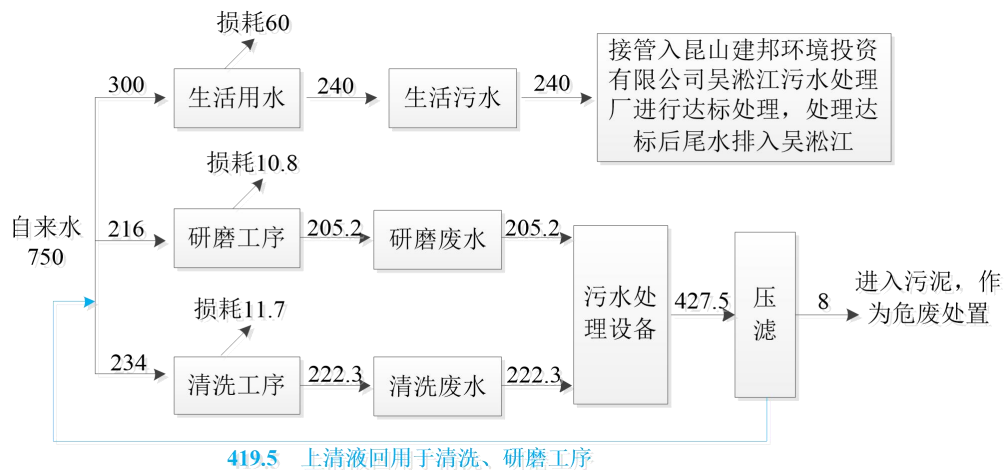 损耗60
300
生活用水
240
生活污水
240
接管入昆山建邦环境投资
有限公司吴淞江污水处理
厂进行达标处理，处理达
标后尾水排入吴淞江
损耗10.8
自来水
750
216
研磨工序
205.2
研磨废水
205.2
污水处
理设备
427.5
压
滤
8
进入污泥，作
为危废处置
损耗11.7
234
清洗工序
222.3
清洗废水
222.3
419.5 上清液回用于清洗、研磨工序